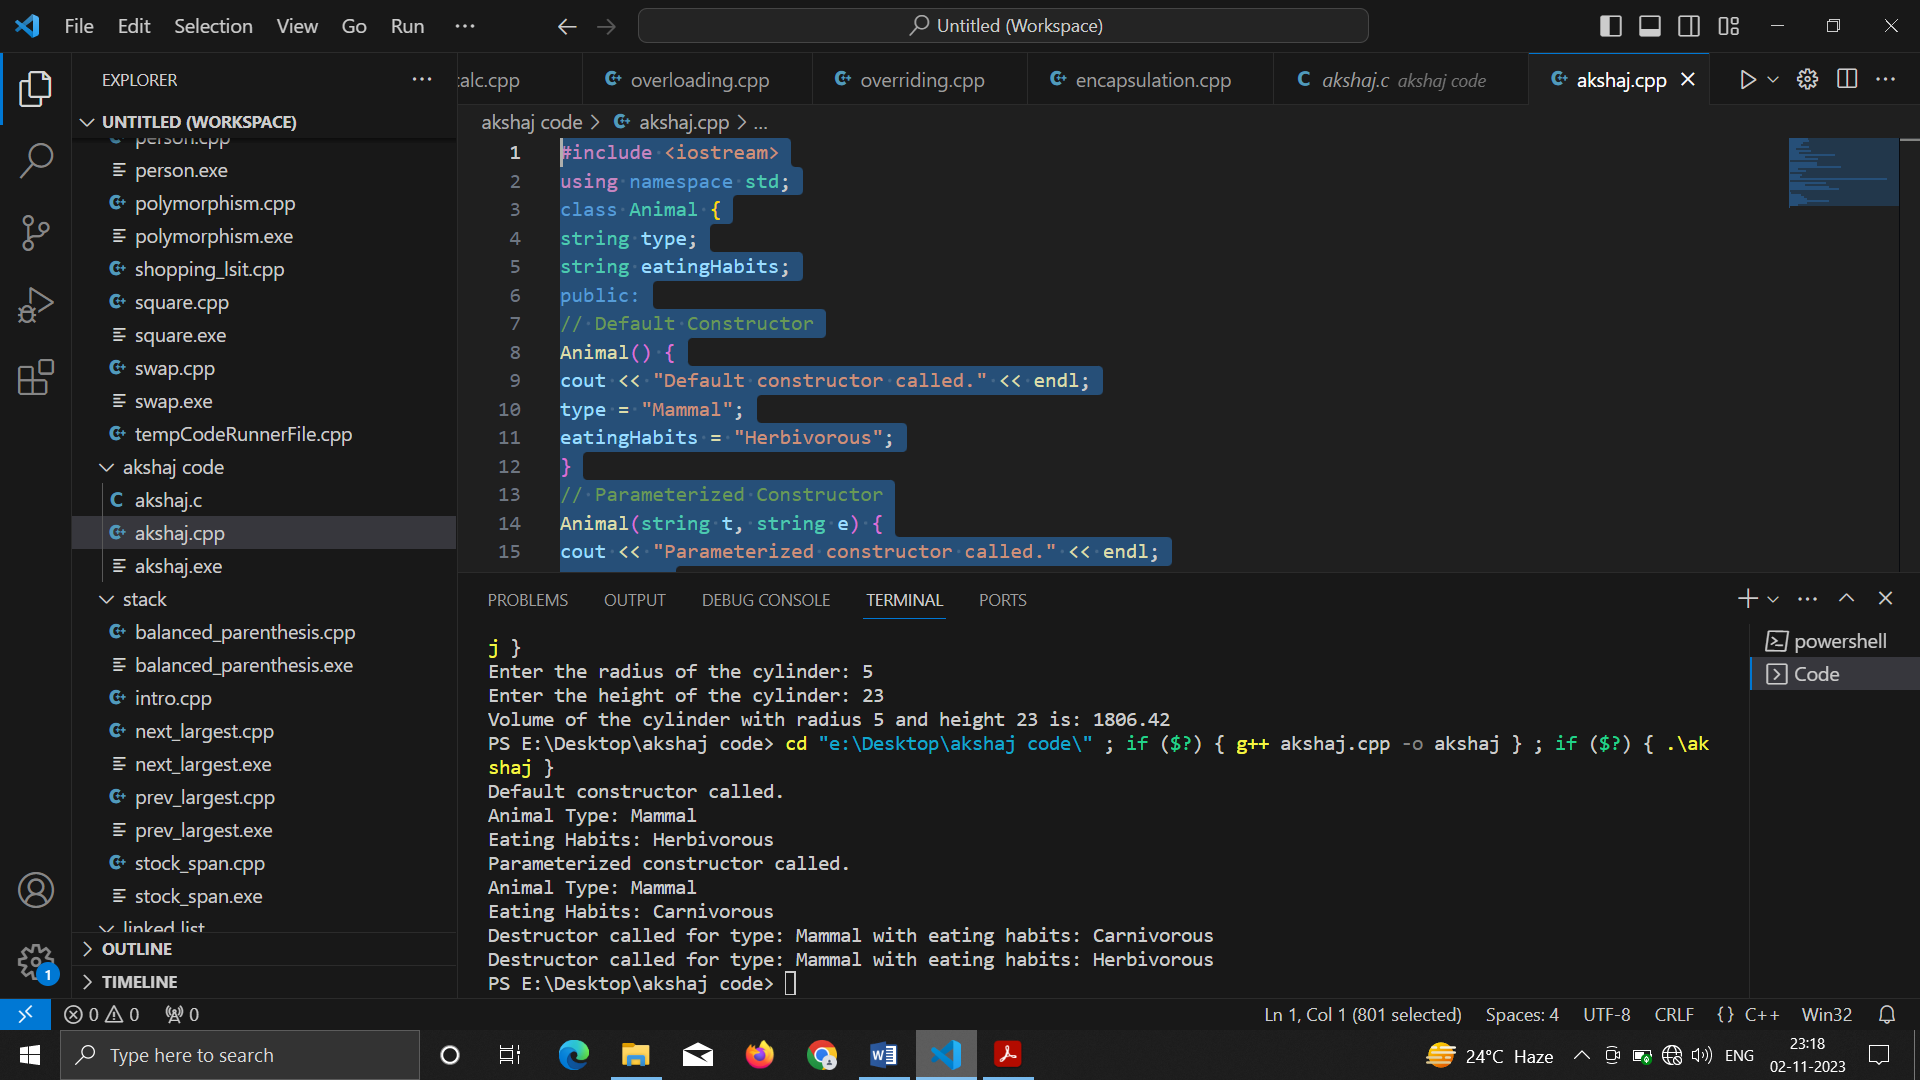 File Edit Selection View Go Run ··· Untitled (Workspace)
EXPLORER ···
alc.cpp overloading.cpp overriding.cpp encapsulation.cpp akshaj.c akshaj code akshaj.cpp
UNTITLED (WORKSPACE)
akshaj code > akshaj.cpp > ...
person.cpp
person.exe
polymorphism.cpp
polymorphism.exe
shopping_lsit.cpp
square.cpp
square.exe
swap.cpp
swap.exe
tempCodeRunnerFile.cpp
akshaj code
akshaj.c
akshaj.cpp
akshaj.exe
stack
balanced_parenthesis.cpp
balanced_parenthesis.exe
intro.cpp
next_largest.cpp
next_largest.exe
prev_largest.cpp
prev_largest.exe
stock_span.cpp
stock_span.exe
linked list
OUTLINE
TIMELINE
1 #include <iostream>
2 using namespace std;
3 class Animal {
4 string type;
5 string eatingHabits;
6 public:
7 // Default Constructor
8 Animal() {
9 cout << "Default constructor called." << endl;
10 type = "Mammal";
11 eatingHabits = "Herbivorous";
12 }
13 // Parameterized Constructor
14 Animal(string t, string e) {
15 cout << "Parameterized constructor called." << endl;
PROBLEMS OUTPUT DEBUG CONSOLE TERMINAL PORTS
j }
Enter the radius of the cylinder: 5
Enter the height of the cylinder: 23
Volume of the cylinder with radius 5 and height 23 is: 1806.42
PS E:\Desktop\akshaj code> cd "e:\Desktop\akshaj code\" ; if ($?) { g++ akshaj.cpp -o akshaj } ; if ($?) { .\ak
shaj }
Default constructor called.
Animal Type: Mammal
Eating Habits: Herbivorous
Parameterized constructor called.
Animal Type: Mammal
Eating Habits: Carnivorous
Destructor called for type: Mammal with eating habits: Carnivorous
Destructor called for type: Mammal with eating habits: Herbivorous
PS E:\Desktop\akshaj code>
powershell
Code
1
0 0 0 Ln 1, Col 1 (801 selected) Spaces: 4 UTF-8 CRLF {} C++ Win32
Type here to search 24°C Haze ENG
23:18
02-11-2023